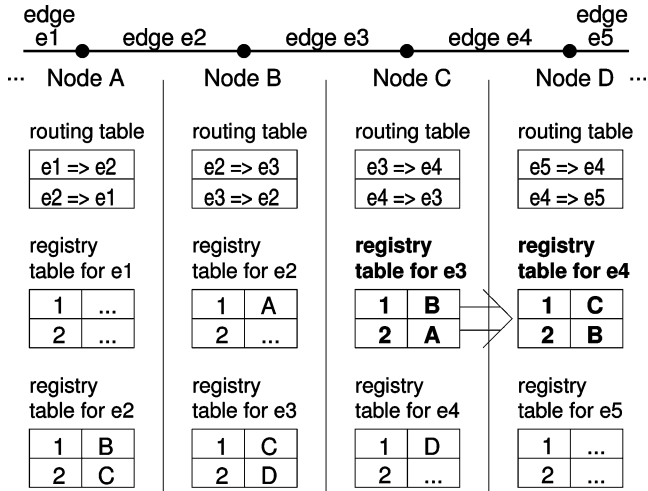 edge edge
e1 edge e2 edge e3 edge e4 e5
... Node A Node B Node C Node D ...
routing table routing table routing table routing table
e1 => e2 e2 => e3 e3 => e4 e5 => e4
e2 => e1 e3 => e2 e4 => e3 e4 => e5
registry registry registry registry
table for e1 table for e2 table for e3 table for e4
1 ... 1 A 1 B 1 C
2 ... 2 ... 2 A 2 B
registry registry registry registry
table for e2 table for e3 table for e4 table for e5
1 B 1 C 1 D 1 ...
2 C 2 D 2 ... 2 ...